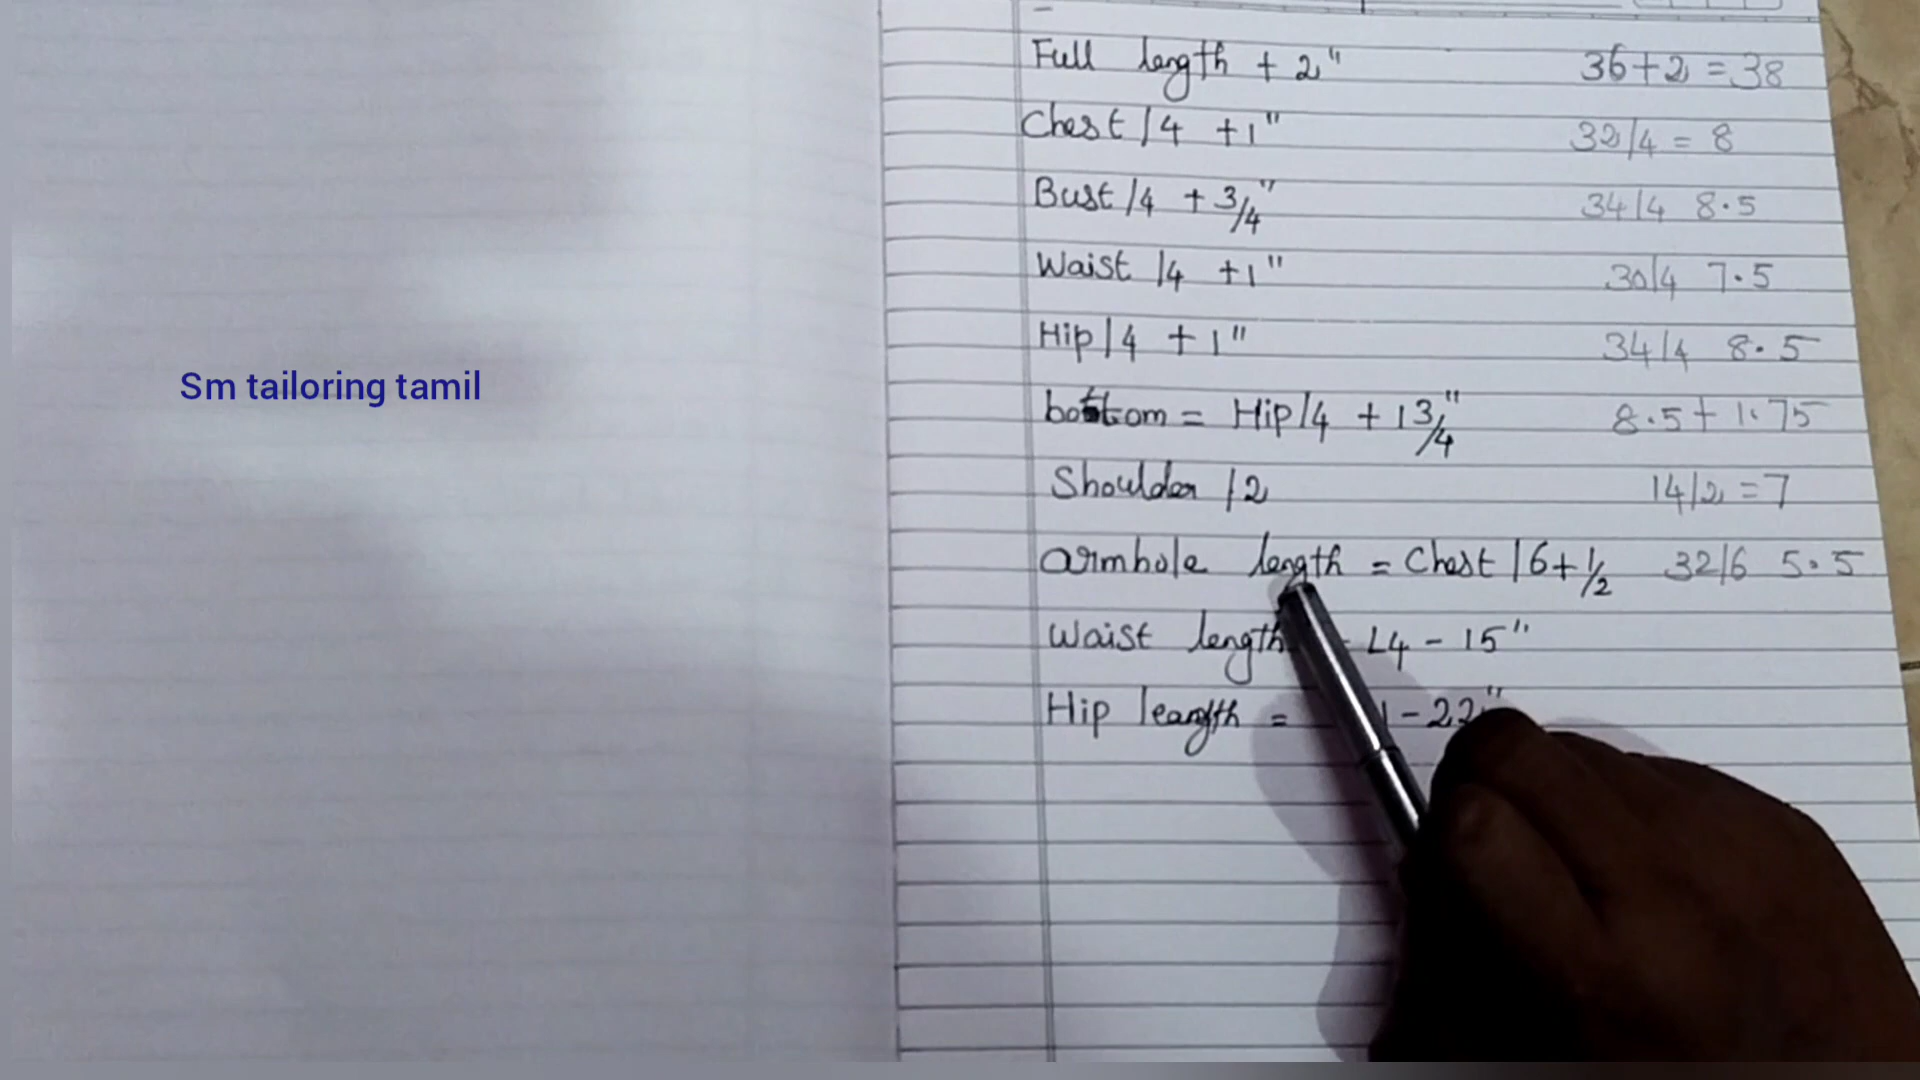 Full length + 2" 36+2 = 38
Chest /4 +1" 32/4 = 8
Bust /4 + 3/4" 34/4 8.5
Waist /4 +1" 30/4 7.5
Hip /4 + 1" 34/4 8.5
Sm tailoring tamil
bottom = Hip/4 + 1 3/4" 8.5+ 1.75
Shoulder /2 14/2 = 7
armhole length = Chest /6+1/2 32/6 5.5
Waist length 14 - 15"
Hip leangth = - 22"